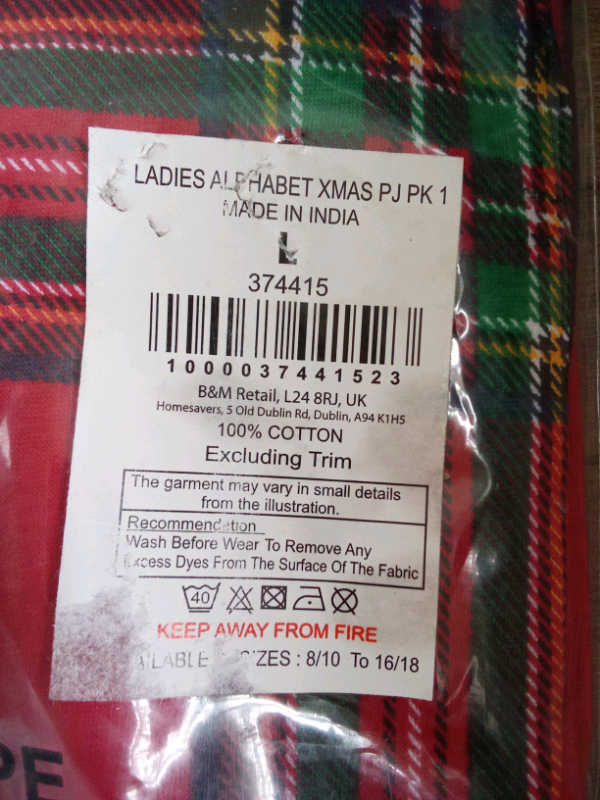 LADIES ALPHABET XMAS PJ PK 1
MADE IN INDIA
L
374415
1000037441523
B&M Retail, L24 8RJ, UK
Homesavers, 5 Old Dublin Rd, Dublin, A94 K1H5
100% COTTON
Excluding Trim
The garment may vary in small details
from the illustration.
Recommendation
Wash Before Wear To Remove Any
Excess Dyes From The Surface Of The Fabric
40
KEEP AWAY FROM FIRE
: 8/10 To 16/18